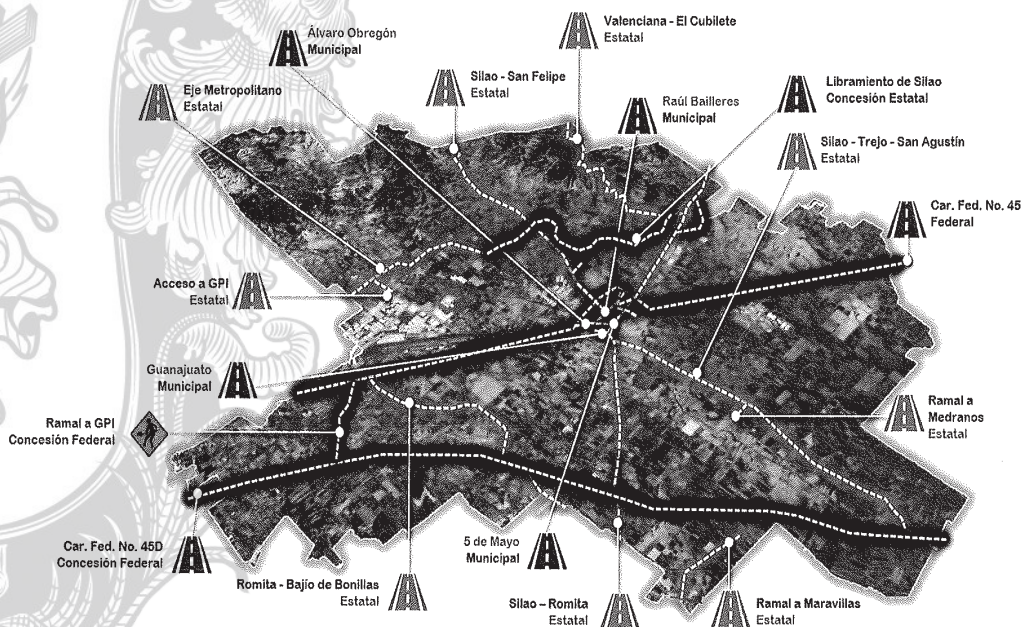 Valenciana - El Cubilete
Estatal
Álvaro Obregón
Municipal
Silao - San Felipe
Estatal
Libramiento de Silao
Concesión Estatal
Eje Metropolitano
Estatal
Raúl Bailleres
Municipal
Silao - Trejo - San Agustín
Estatal
Car. Fed. No. 45
Federal
Acceso a GPI
Estatal
Guanajuato
Municipal
Ramal a
Medranos
Estatal
Ramal a GPI
Concesión Federal
5 de Mayo
Municipal
Car. Fed. No. 45D
Concesión Federal
Romita - Bajío de Bonillas
Estatal
Silao – Romita
Estatal
Ramal a Maravillas
Estatal